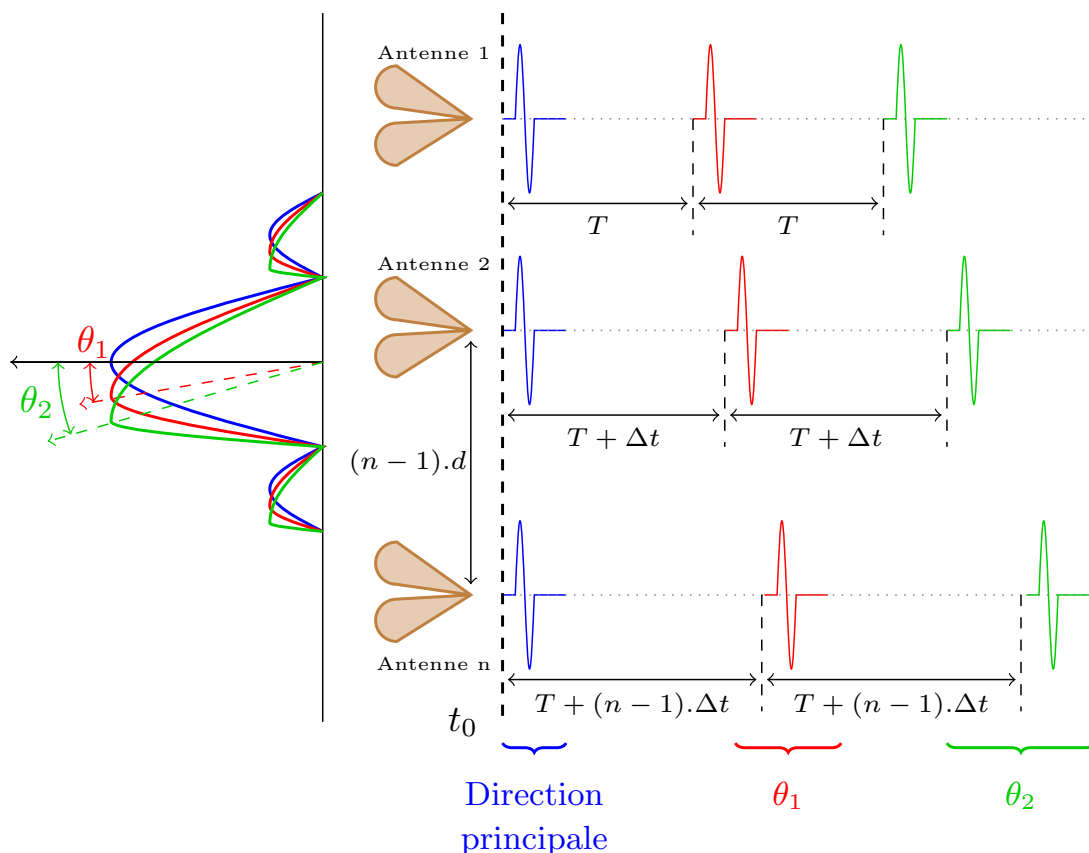 Antenne 1
T
T
Antenne 2
θ₁
θ₂
T + Δt
T + Δt
(n − 1).d
Antenne n
T + (n − 1).Δt
T + (n − 1).Δt
t₀
Direction
principale
θ₁
θ₂